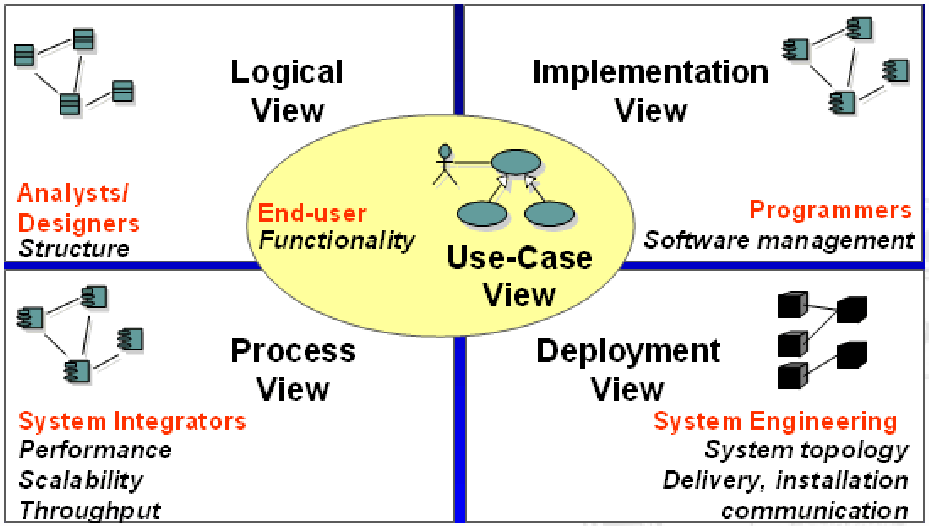 Logical
View
Analysts/
Designers
Structure
Implementation
View
Programmers
Software management
End-user
Functionality
Use-Case
View
Process
View
System Integrators
Performance
Scalability
Throughput
Deployment
View
System Engineering
System topology
Delivery, installation
communication